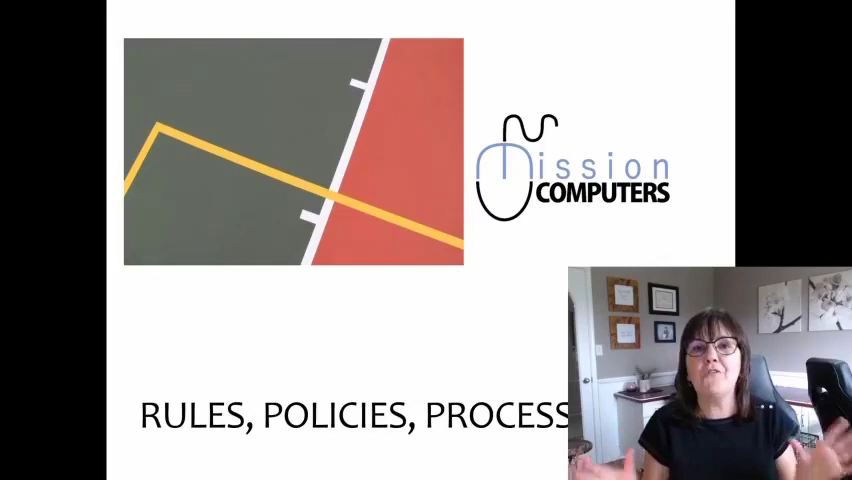 Mission
COMPUTERS
RULES, POLICIES, PROCESS